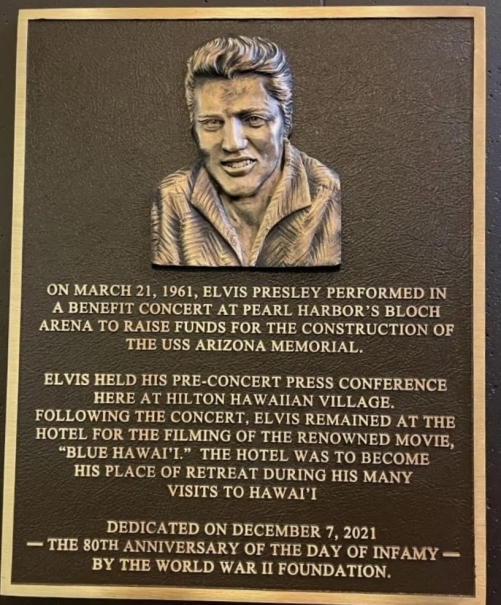 ON MARCH 21, 1961, ELVIS PRESLEY PERFORMED IN
A BENEFIT CONCERT AT PEARL HARBOR'S BLOCH
ARENA TO RAISE FUNDS FOR THE CONSTRUCTION OF
THE USS ARIZONA MEMORIAL.
ELVIS HELD HIS PRE-CONCERT PRESS CONFERENCE
HERE AT HILTON HAWAIIAN VILLAGE.
FOLLOWING THE CONCERT, ELVIS REMAINED AT THE
HOTEL FOR THE FILMING OF THE RENOWNED MOVIE,
"BLUE HAWAI'I." THE HOTEL WAS TO BECOME
HIS PLACE OF RETREAT DURING HIS MANY
VISITS TO HAWAI'I
DEDICATED ON DECEMBER 7, 2021
— THE 80TH ANNIVERSARY OF THE DAY OF INFAMY —
BY THE WORLD WAR II FOUNDATION.